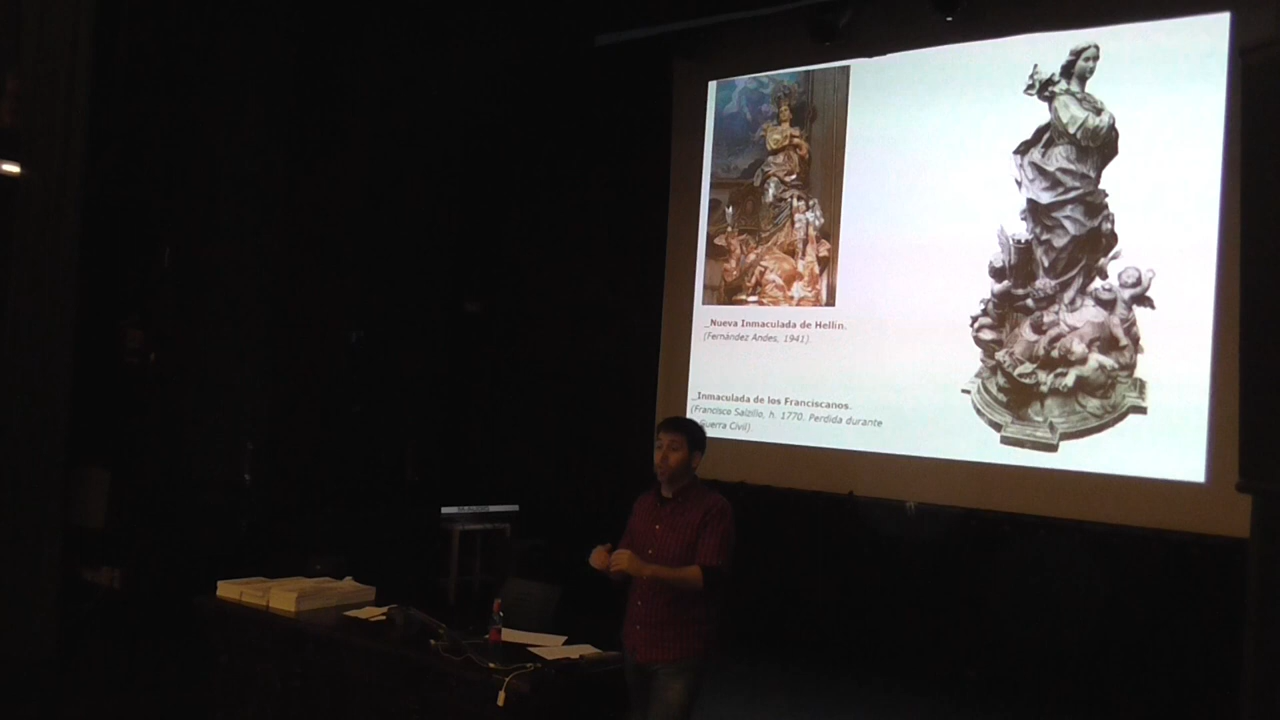 _Nueva Inmaculada de Hellín.
(Fernández Andes, 1941).
_Inmaculada de los Franciscanos.
(Francisco Salzillo, h. 1770. Perdida durante
Guerra Civil).